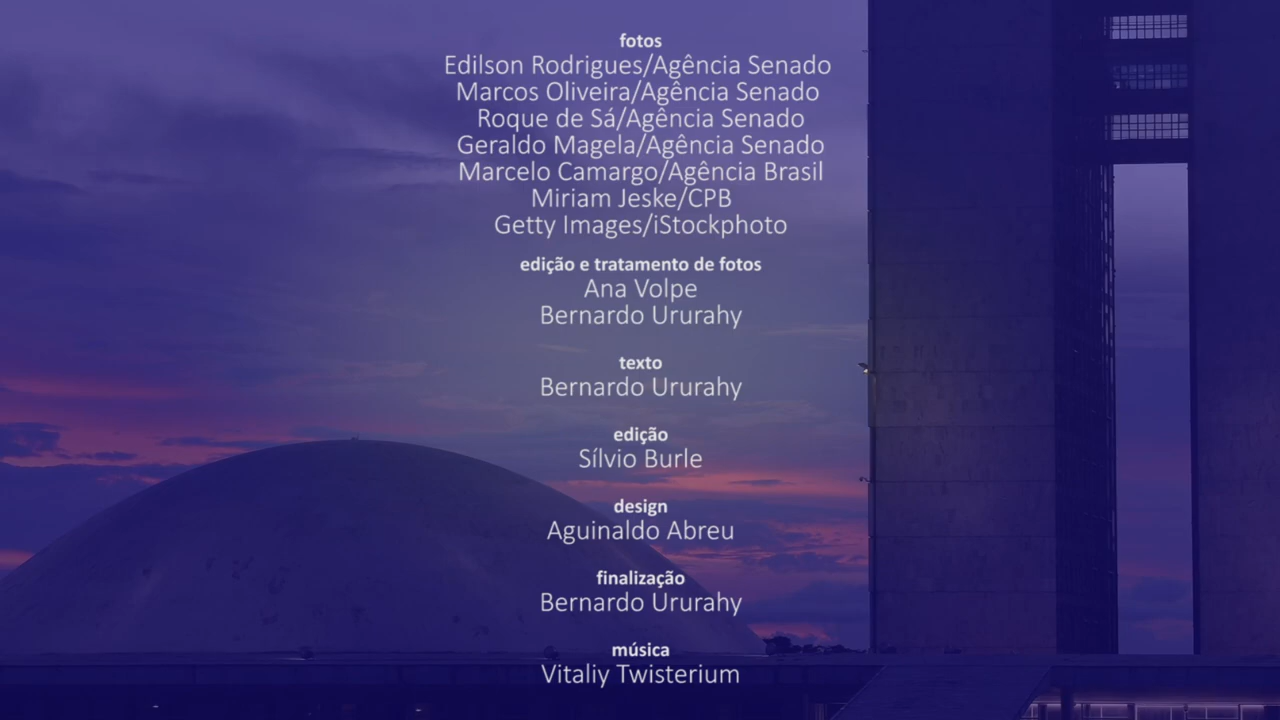 fotos
Edilson Rodrigues/Agência Senado
Marcos Oliveira/Agência Senado
Roque de Sá/Agência Senado
Geraldo Magela/Agência Senado
Marcelo Camargo/Agência Brasil
Miriam Jeske/CPB
Getty Images/iStockphoto
edição e tratamento de fotos
Ana Volpe
Bernardo Ururahy
texto
Bernardo Ururahy
edição
Sílvio Burle
design
Aguinaldo Abreu
finalização
Bernardo Ururahy
música
Vitaliy Twisterium